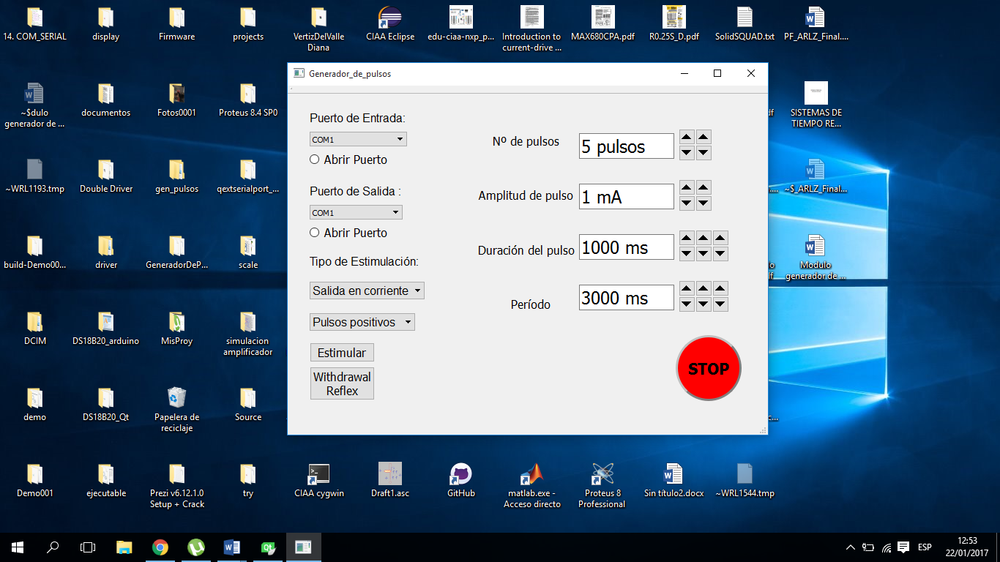 14. COM_SERIAL
display
Firmware
projects
VertizDelValle
Diana
CIAA Eclipse
edu-ciaa-nxp_p...
Introduction to
current-drive ...
MAX680CPA.pdf
R0.25S_D.pdf
SolidSQUAD.txt
PF_ARLZ_Final....
~$dulo
generador de ...
documentos
Fotos0001
Proteus 8.4 SP0
SISTEMAS DE
TIEMPO RE...
~WRL1193.tmp
Double Driver
gen_pulsos
qextserialport_...
~$_ARLZ_Final...
build-Demo00...
driver
GeneradorDeP...
scale
Modulo
generador de ...
DCIM
DS18B20_arduino
MisProy
simulacion
amplificador
demo
DS18B20_Qt
Papelera de
reciclaje
Source
Demo001
ejecutable
Prezi v6.12.1.0
Setup + Crack
try
CIAA cygwin
Draft1.asc
GitHub
matlab.exe -
Acceso directo
Proteus 8
Professional
Sin título2.docx
~WRL1544.tmp
Generador_de_pulsos
Puerto de Entrada:
COM1
Abrir Puerto
Puerto de Salida :
COM1
Abrir Puerto
Tipo de Estimulación:
Salida en corriente
Pulsos positivos
Estimular
Withdrawal
Reflex
Nº de pulsos
5 pulsos
Amplitud de pulso
1 mA
Duración del pulso
1000 ms
Período
3000 ms
STOP
ESP
12:53
22/01/2017